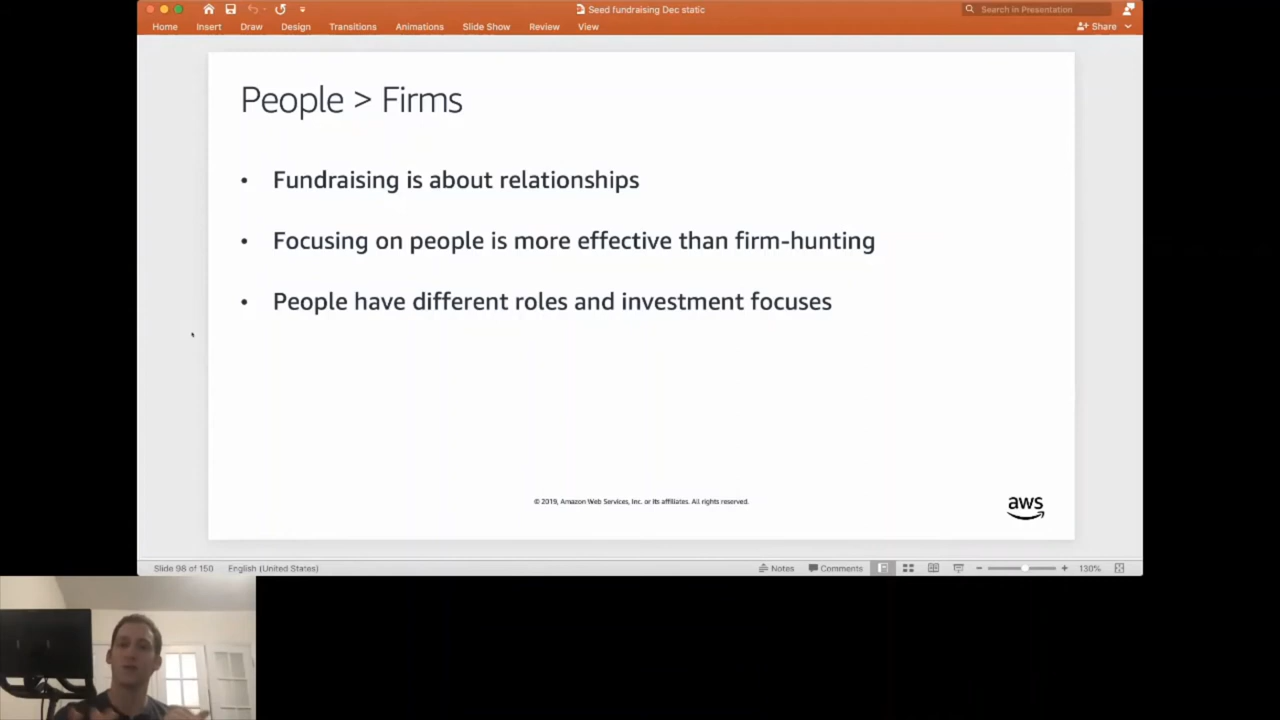 Seed fundraising Dec static
Search in Presentation
Home Insert Draw Design Transitions Animations Slide Show Review View
Share
People > Firms
• Fundraising is about relationships
• Focusing on people is more effective than firm-hunting
• People have different roles and investment focuses
© 2019, Amazon Web Services, Inc. or its affiliates. All rights reserved.
aws
Slide 98 of 150 English (United States)
Notes Comments 130%